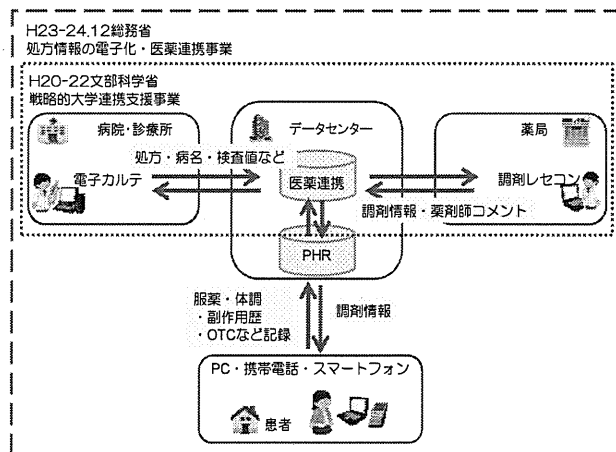 H23-24.12総務省
処方情報の電子化・医薬連携事業
H20-22文部科学省
戦略的大学連携支援事業
病院・診療所
データセンター
薬局
処方・病名・検査値など
電子カルテ
医薬連携
調剤レセコン
調剤情報・薬剤師コメント
PHR
服薬・体調
・副作用歴
・OTCなど記録
調剤情報
PC・携帯電話・スマートフォン
患者